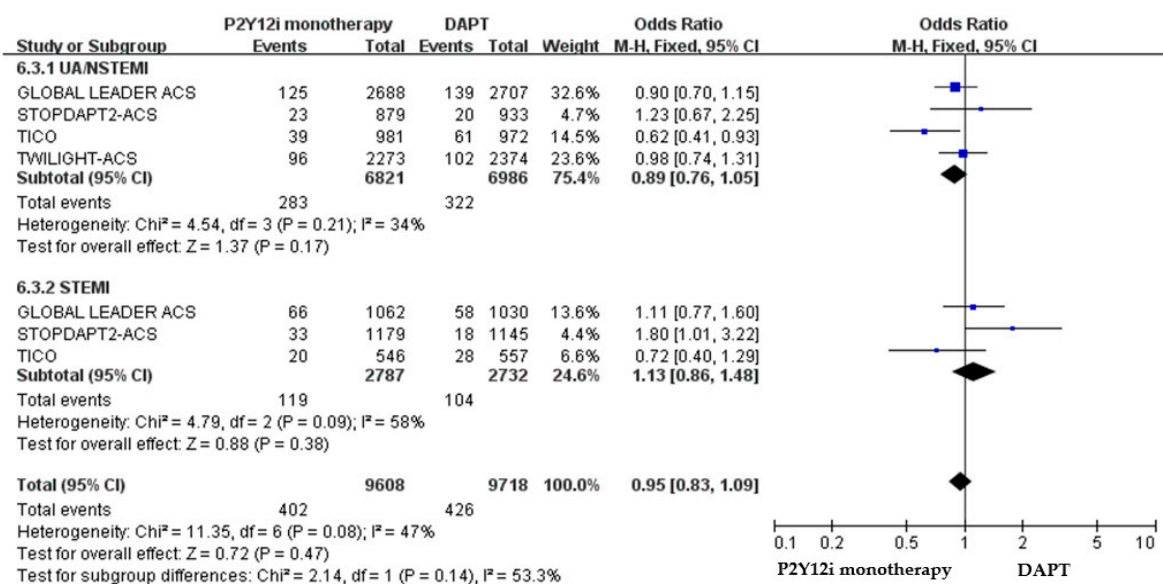 P2Y12i monotherapy DAPT Odds Ratio Odds Ratio
Study or Subgroup Events Total Events Total Weight M-H, Fixed, 95% CI M-H, Fixed, 95% CI
6.3.1 UA/NSTEMI
GLOBAL LEADER ACS 125 2688 139 2707 32.6% 0.90 [0.70, 1.15]
STOPDAPT2-ACS 23 879 20 933 4.7% 1.23 [0.67, 2.25]
TICO 39 981 61 972 14.5% 0.62 [0.41, 0.93]
TWILIGHT-ACS 96 2273 102 2374 23.6% 0.98 [0.74, 1.31]
Subtotal (95% CI) 6821 6986 75.4% 0.89 [0.76, 1.05]
Total events 283 322
Heterogeneity: Chi² = 4.54, df = 3 (P = 0.21); I² = 34%
Test for overall effect: Z = 1.37 (P = 0.17)
6.3.2 STEMI
GLOBAL LEADER ACS 66 1062 58 1030 13.6% 1.11 [0.77, 1.60]
STOPDAPT2-ACS 33 1179 18 1145 4.4% 1.80 [1.01, 3.22]
TICO 20 546 28 557 6.6% 0.72 [0.40, 1.29]
Subtotal (95% CI) 2787 2732 24.6% 1.13 [0.86, 1.48]
Total events 119 104
Heterogeneity: Chi² = 4.79, df = 2 (P = 0.09); I² = 58%
Test for overall effect: Z = 0.88 (P = 0.38)
Total (95% CI) 9608 9718 100.0% 0.95 [0.83, 1.09]
Total events 402 426
Heterogeneity: Chi² = 11.35, df = 6 (P = 0.08); I² = 47%
Test for overall effect: Z = 0.72 (P = 0.47)
Test for subgroup differences: Chi² = 2.14, df = 1 (P = 0.14), I² = 53.3%
0.1 0.2 0.5 1 2 5 10
P2Y12i monotherapy DAPT